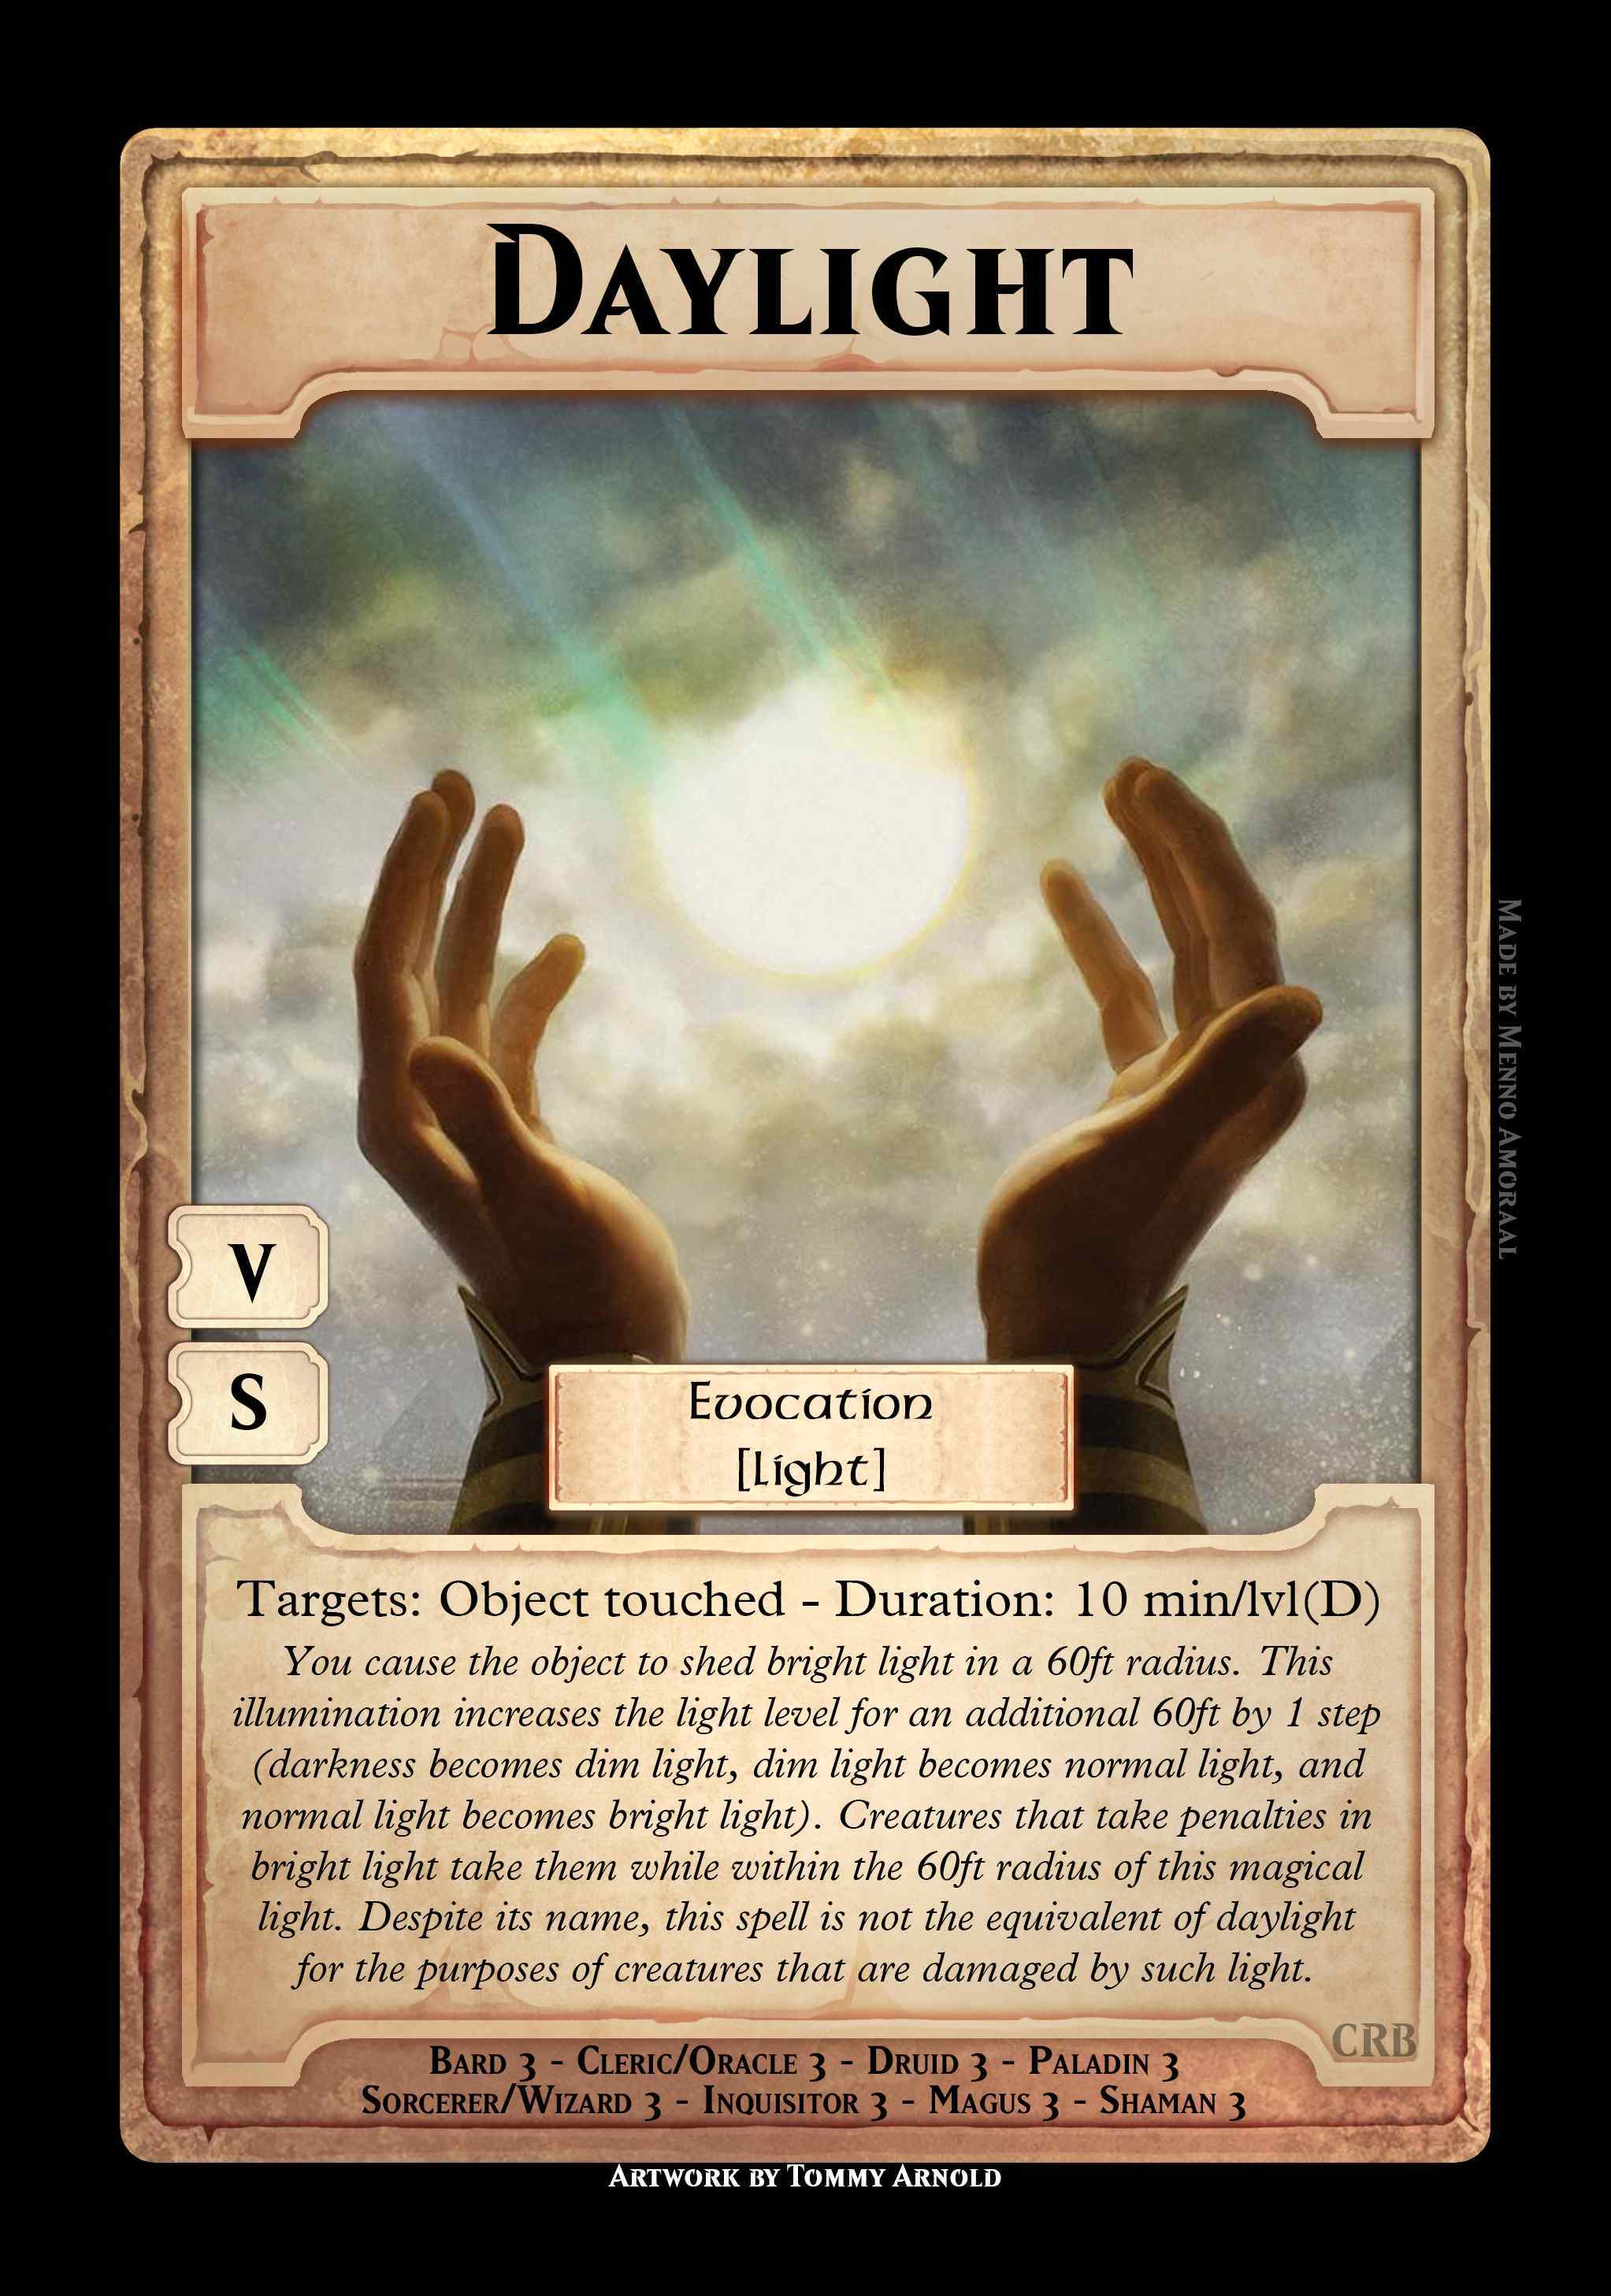 DAYLIGHT
MADE BY MENNO AMORAAL
V
S
Evocation
[Light]
Targets: Object touched - Duration: 10 min/lvl(D)
You cause the object to shed bright light in a 60ft radius. This
illumination increases the light level for an additional 60ft by 1 step
(darkness becomes dim light, dim light becomes normal light, and
normal light becomes bright light). Creatures that take penalties in
bright light take them while within the 60ft radius of this magical
light. Despite its name, this spell is not the equivalent of daylight
for the purposes of creatures that are damaged by such light.
CRB
BARD 3 - CLERIC/ORACLE 3 - DRUID 3 - PALADIN 3
SORCERER/WIZARD 3 - INQUISITOR 3 - MAGUS 3 - SHAMAN 3
ARTWORK BY TOMMY ARNOLD